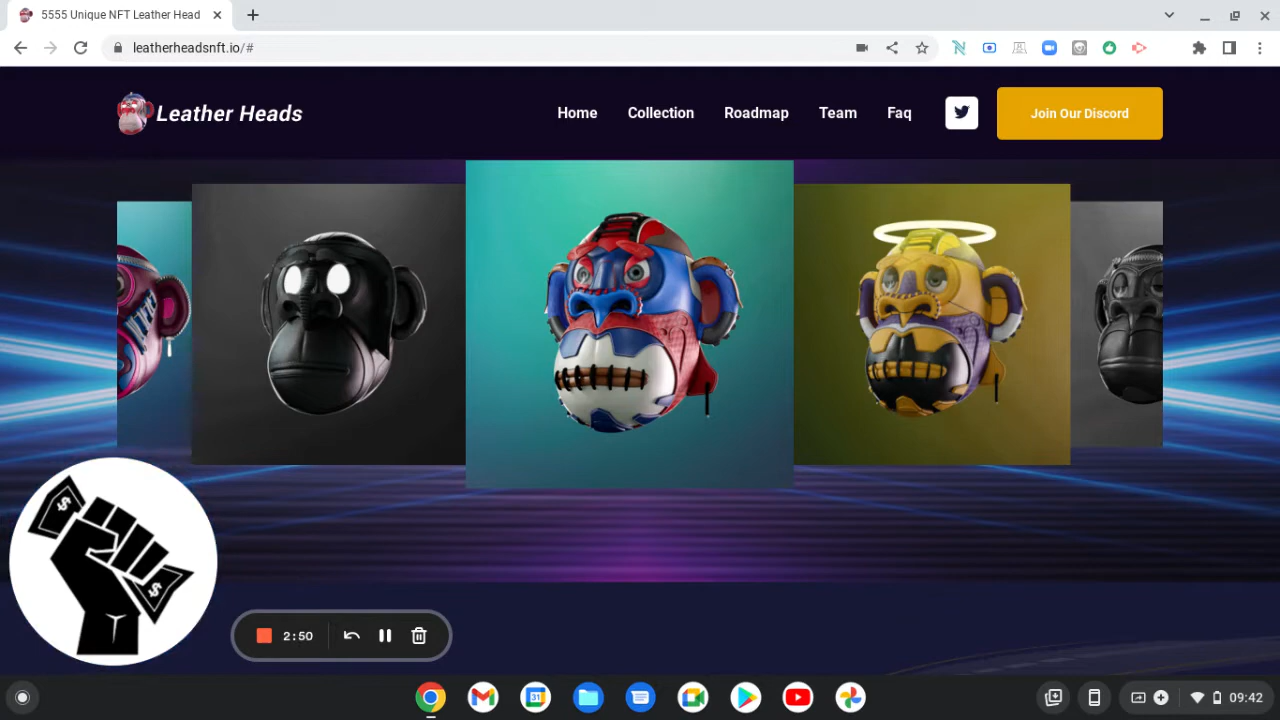 5555 Unique NFT Leather Head
leatherheadsnft.io/#
Leather Heads
Home
Collection
Roadmap
Team
Faq
Join Our Discord
$
$
2:50
31
09:42